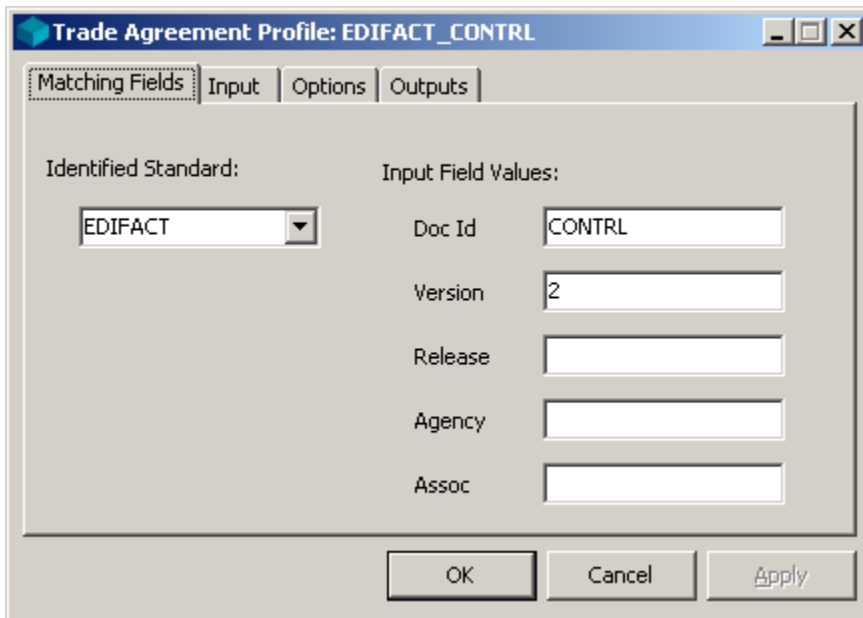 Trade Agreement Profile: EDIFACT_CONTRL
Matching Fields Input Options Outputs
Identified Standard: Input Field Values:
EDIFACT Doc Id CONTRL
Version 2
Release
Agency
Assoc
OK Cancel Apply